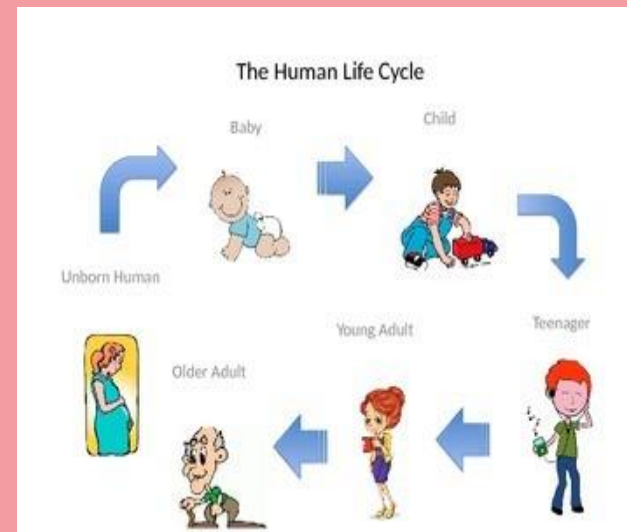 The Human Life Cycle
Baby
Child
Unborn Human
Teenager
Young Adult
Older Adult